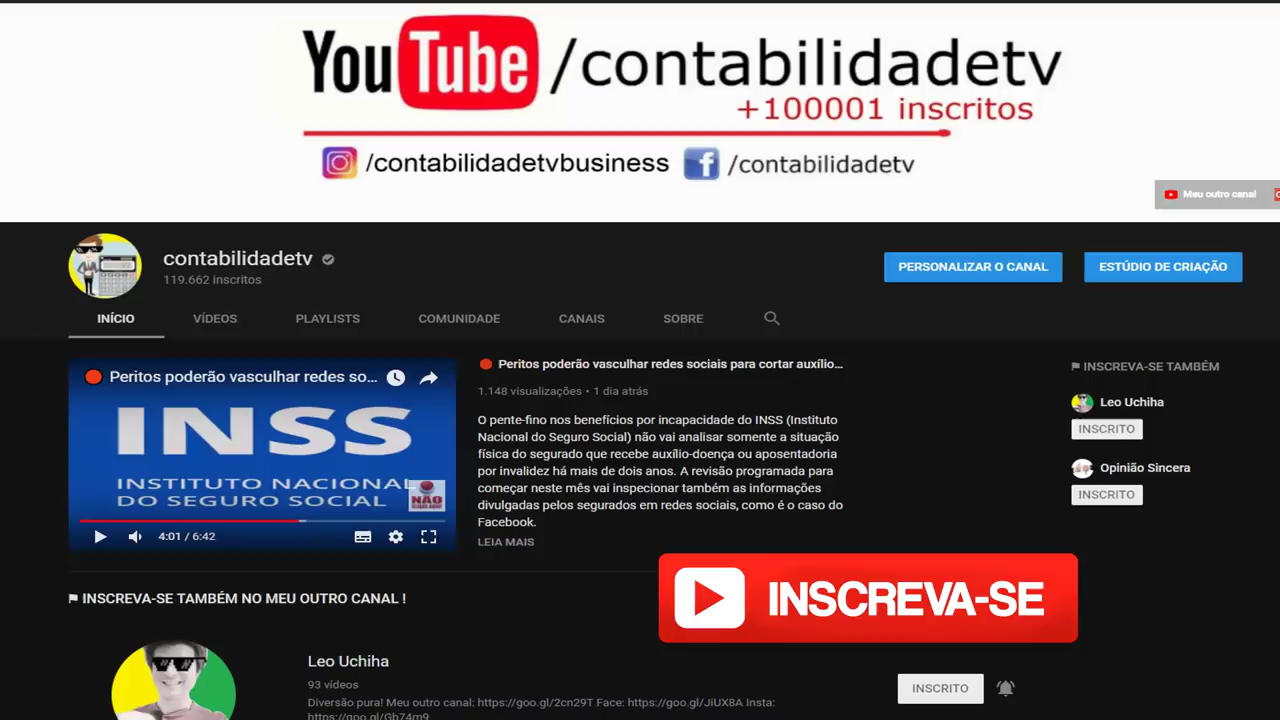 YouTube/contabilidadetv
+100001 inscritos
/contabilidadetvbusiness /contabilidadetv
Meu outro canal
contabilidadetv
119.662 inscritos
PERSONALIZAR O CANAL
ESTÚDIO DE CRIAÇÃO
INÍCIO VÍDEOS PLAYLISTS COMUNIDADE CANAIS SOBRE
Peritos poderão vasculhar redes so...
INSS
INSTITUTO NACIONAL
DO SEGURO SOCIAL
NÃO
4:01 / 6:42
Peritos poderão vasculhar redes sociais para cortar auxílio...
1.148 visualizações • 1 dia atrás
O pente-fino nos benefícios por incapacidade do INSS (Instituto
Nacional do Seguro Social) não vai analisar somente a situação
física do segurado que recebe auxílio-doença ou aposentadoria
por invalidez há mais de dois anos. A revisão programada para
começar neste mês vai inspecionar também as informações
divulgadas pelos segurados em redes sociais, como é o caso do
Facebook.
LEIA MAIS
INSCREVA-SE TAMBÉM
Leo Uchiha
INSCRITO
Opinião Sincera
INSCRITO
INSCREVA-SE
INSCREVA-SE TAMBÉM NO MEU OUTRO CANAL !
Leo Uchiha
93 vídeos
Diversão pura! Meu outro canal: https://goo.gl/2cn29T Face: https://goo.gl/JiUX8A Insta:
https://goo.gl/Gb74m9
INSCRITO